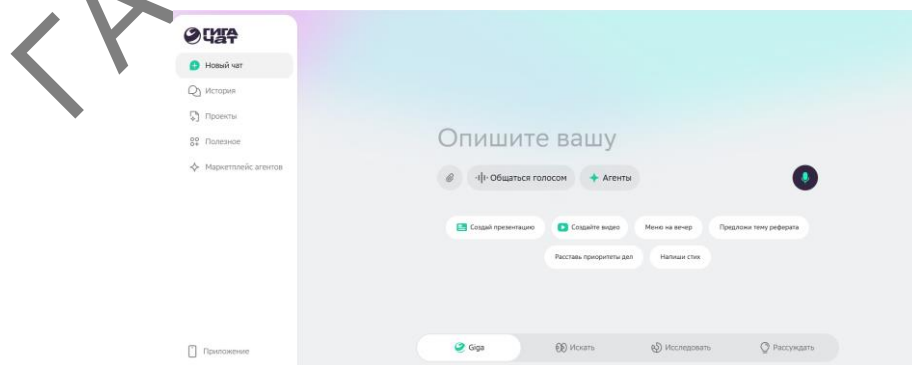 ГА
ГИГА
ЧАТ
Новый чат
История
Проекты
Полезное
Маркетплейс агентов
Приложение
Опишите вашу
Общаться голосом
Агенты
Создай презентацию
Создайте видео
Меню на вечер
Предложи тему реферата
Расставь приоритеты дел
Напиши стих
Giga
Искать
Исследовать
Рассуждать